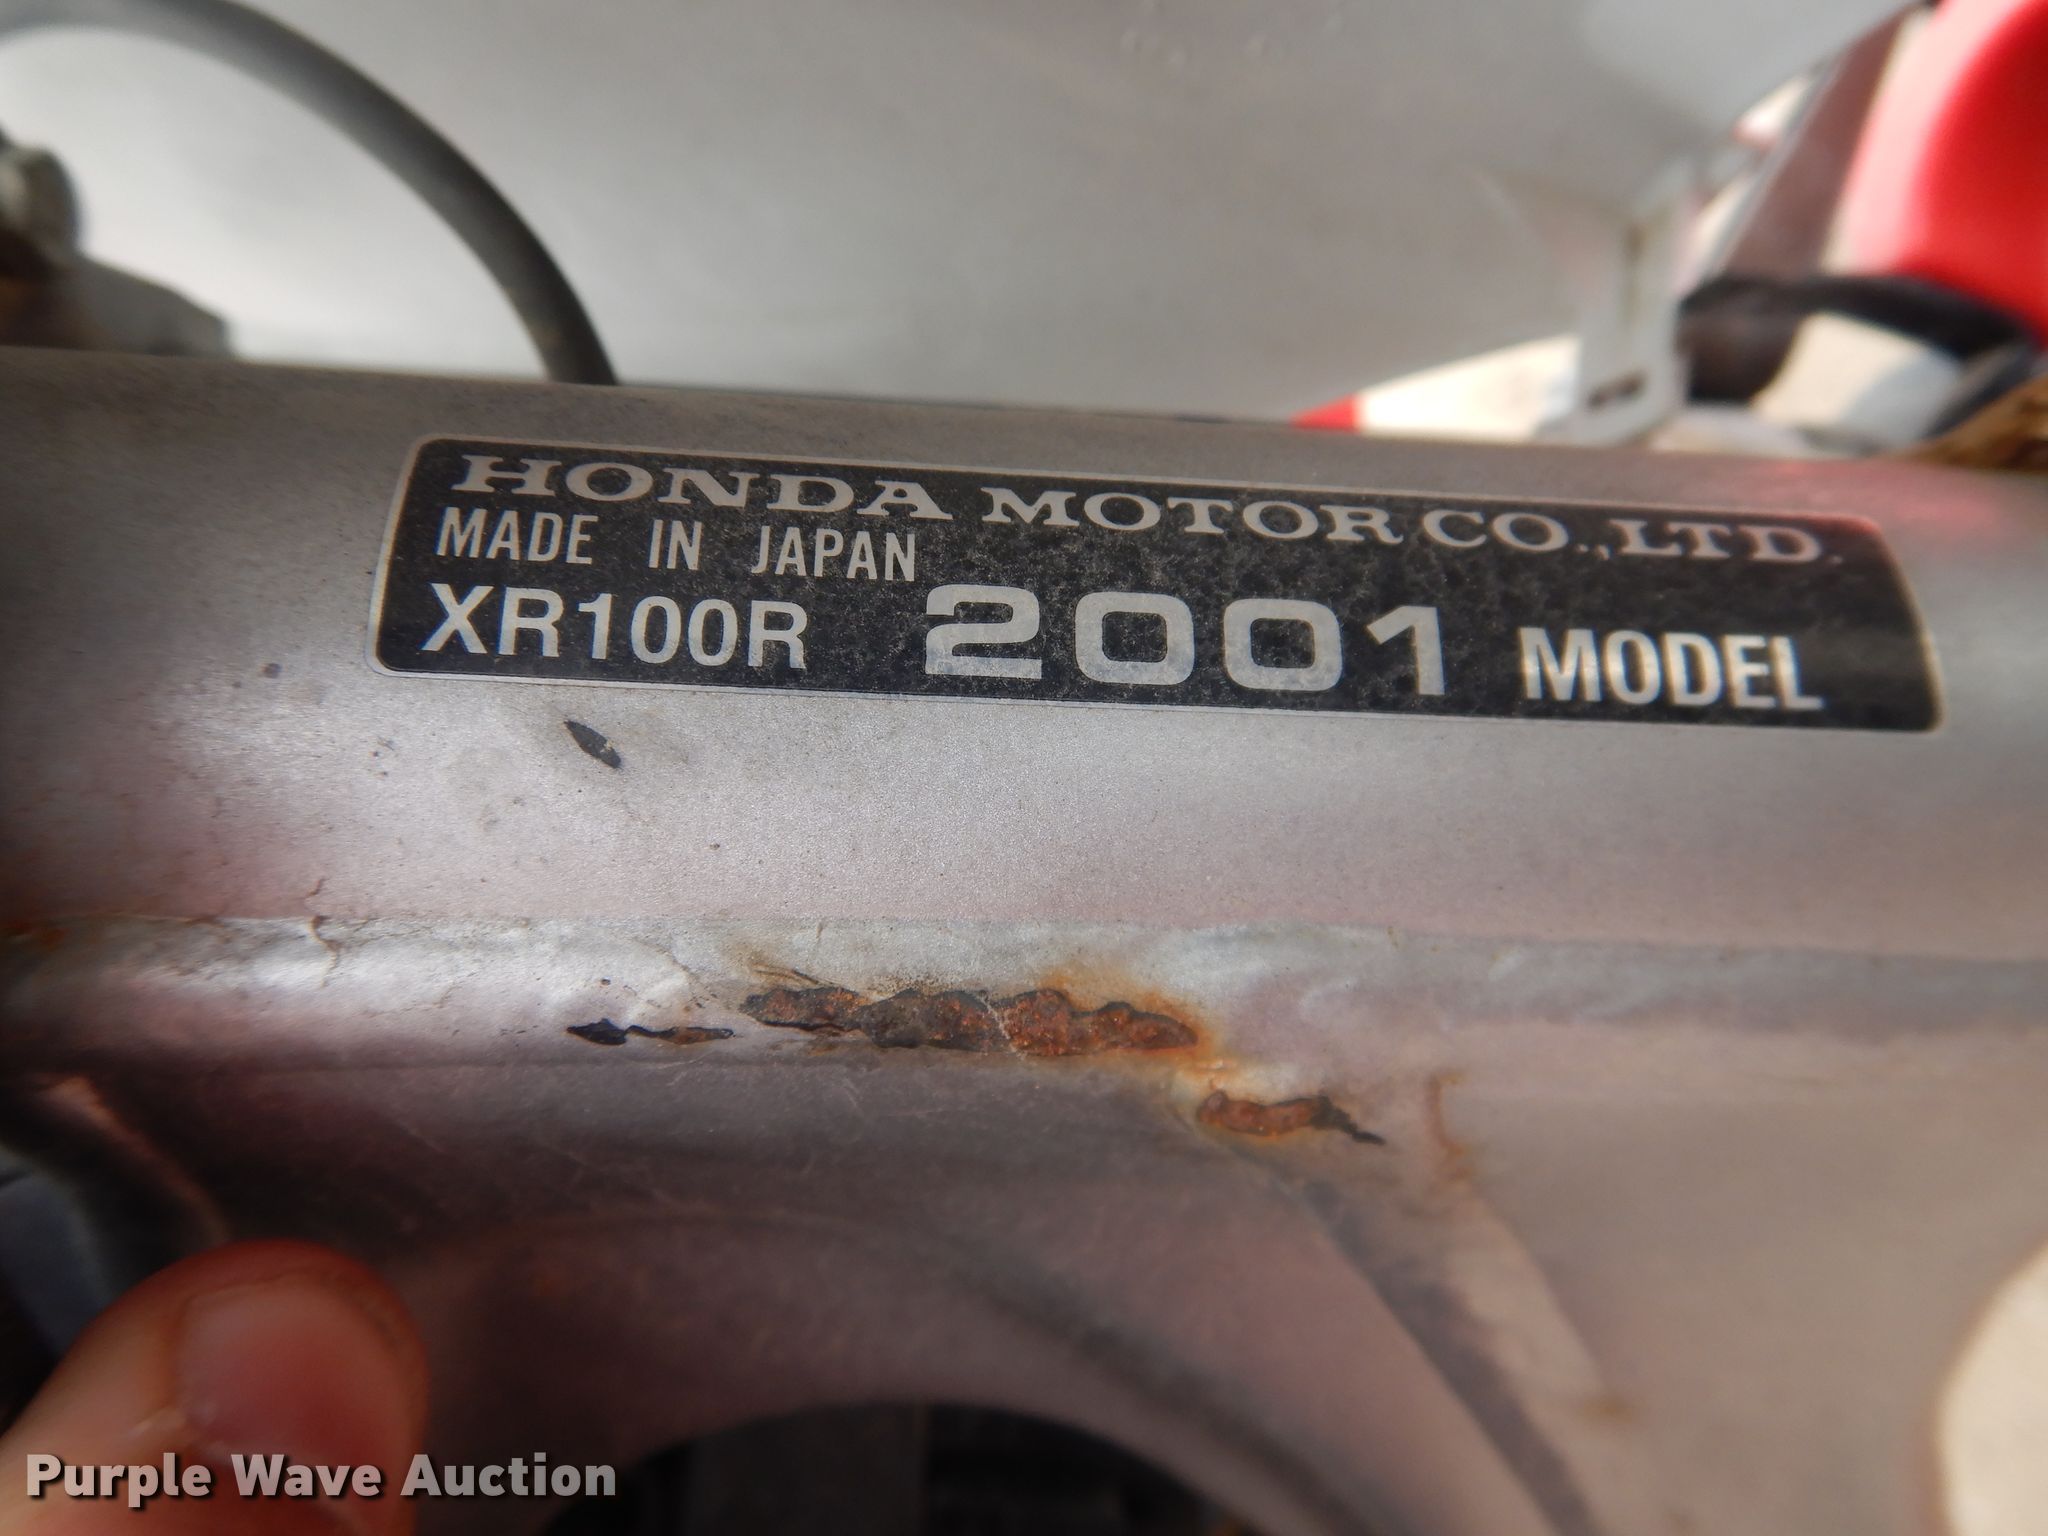 HONDA MOTOR CO., LTD.
MADE IN JAPAN
XR100R 2001 MODEL
Purple Wave Auction